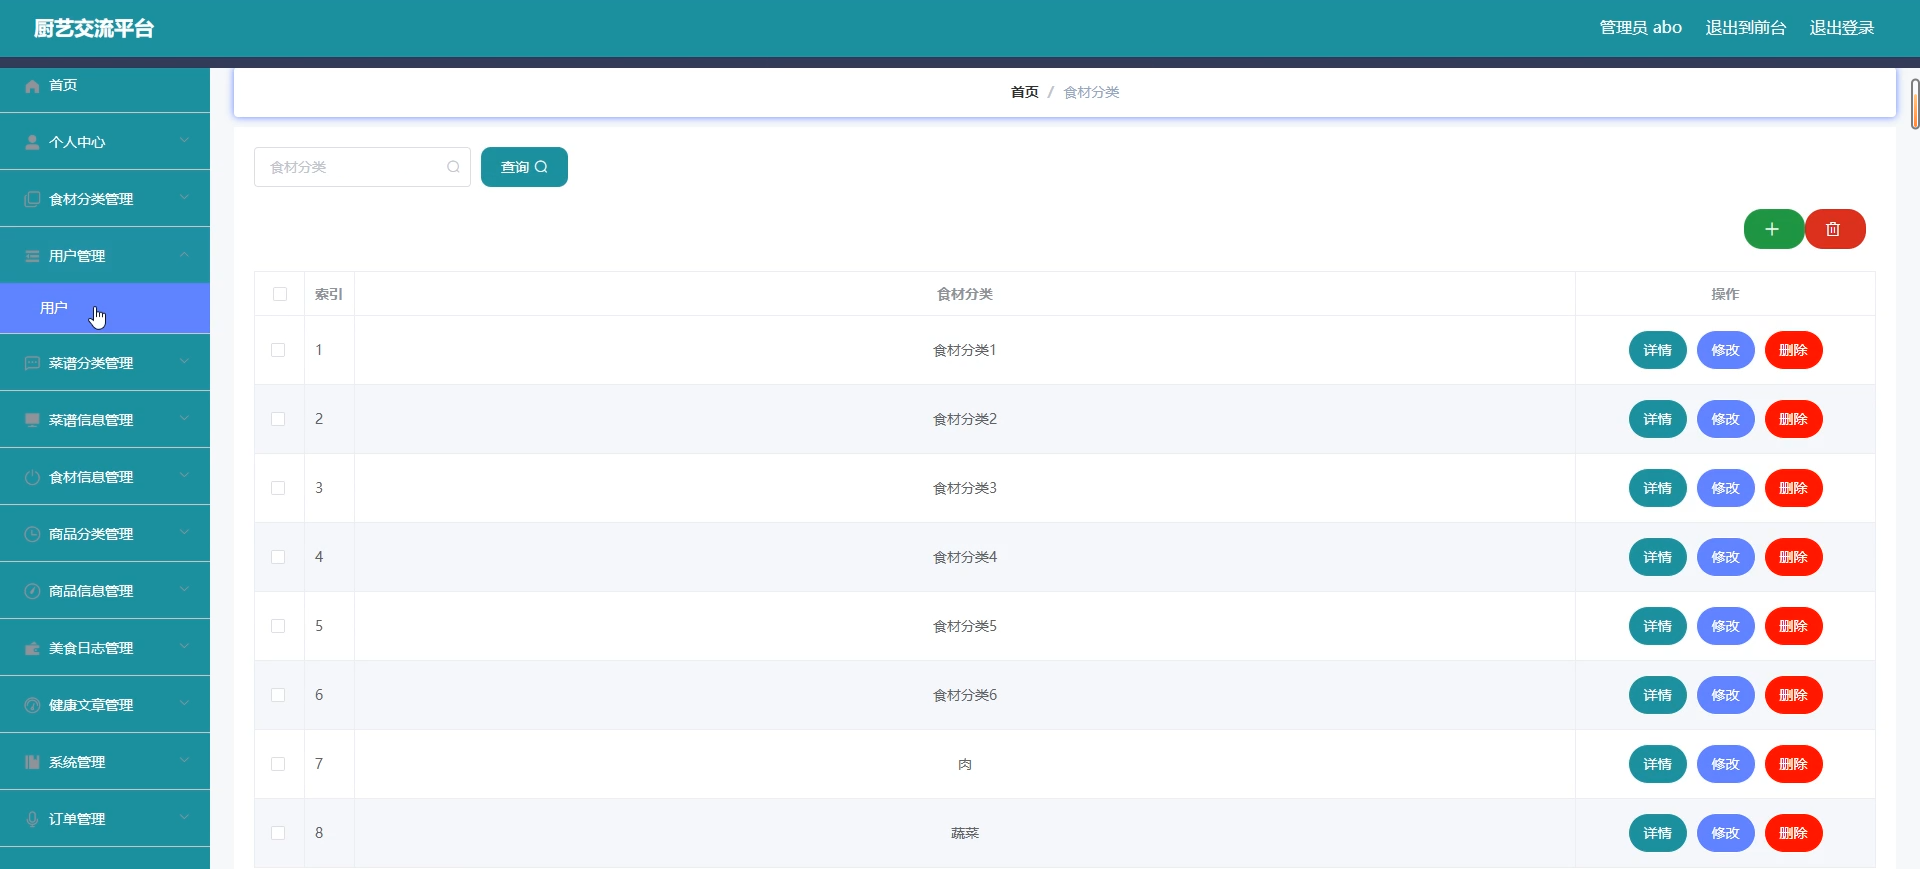 厨艺交流平台
管理员 abo 退出到前台 退出登录
首页
个人中心
食材分类管理
用户管理
用户
菜谱分类管理
菜谱信息管理
食材信息管理
商品分类管理
商品信息管理
美食日志管理
健康文章管理
系统管理
订单管理
首页 / 食材分类
食材分类
查询
索引 食材分类 操作
1 食材分类1 详情 修改 删除
2 食材分类2 详情 修改 删除
3 食材分类3 详情 修改 删除
4 食材分类4 详情 修改 删除
5 食材分类5 详情 修改 删除
6 食材分类6 详情 修改 删除
7 肉 详情 修改 删除
8 蔬菜 详情 修改 删除